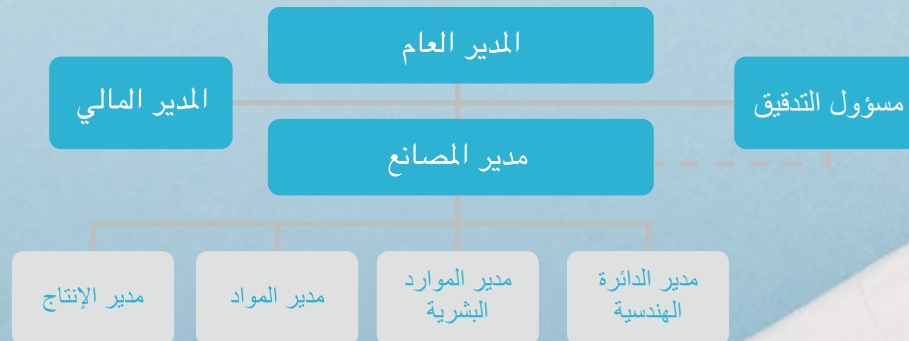 المدير العام
مسؤول التدقيق
المدير المالي
مدير المصانع
مدير الدائرة
الهندسية
مدير الموارد
البشرية
مدير المواد
مدير الإنتاج